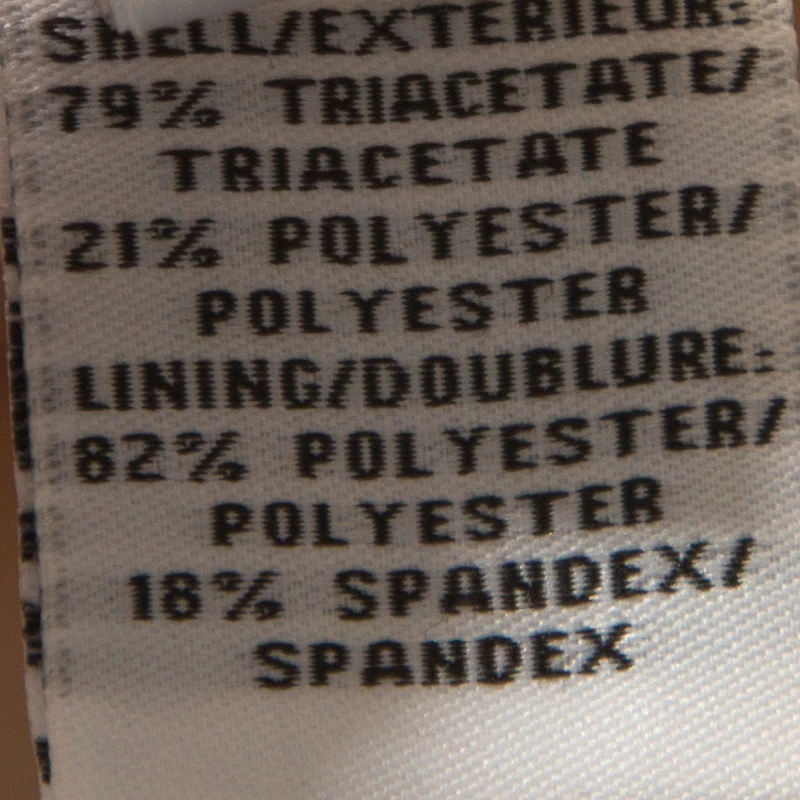 SHELL/EXTERIEUR:
79% TRIACETATE/
TRIACETATE
21% POLYESTER/
POLYESTER
LINING/DOUBLURE:
82% POLYESTER/
POLYESTER
18% SPANDEX/
SPANDEX